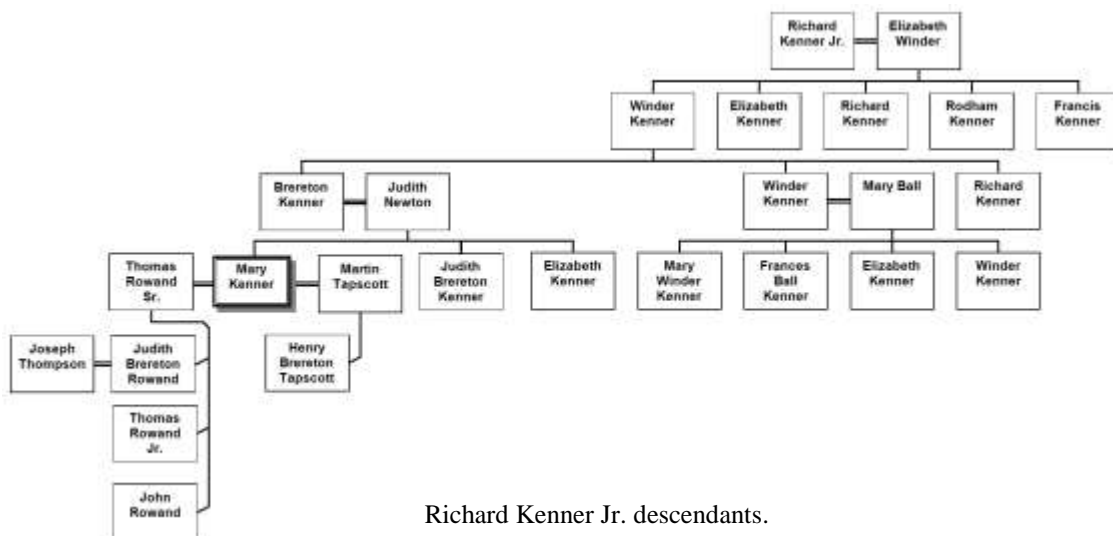 Richard
Kenner Jr.
Elizabeth
Winder
Winder
Kenner
Elizabeth
Kenner
Richard
Kenner
Rodham
Kenner
Francis
Kenner
Brereton
Kenner
Judith
Newton
Winder
Kenner
Mary Ball
Richard
Kenner
Thomas
Rowand
Sr.
Mary
Kenner
Martin
Tapscott
Judith
Brereton
Kenner
Elizabeth
Kenner
Mary
Winder
Kenner
Frances
Ball
Kenner
Elizabeth
Kenner
Winder
Kenner
Joseph
Thompson
Judith
Brereton
Rowand
Henry
Brereton
Tapscott
Thomas
Rowand
Jr.
John
Rowand
Richard Kenner Jr. descendants.